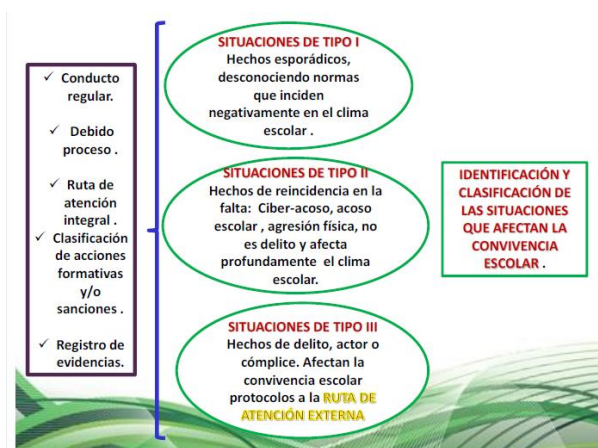 ✓ Conducto
regular.
✓ Debido
proceso .
✓ Ruta de
atención
integral .
✓ Clasificación
de acciones
formativas
y/o
sanciones .
✓ Registro de
evidencias.
SITUACIONES DE TIPO I
Hechos esporádicos,
desconociendo normas
que inciden
negativamente en el clima
escolar .
SITUACIONES DE TIPO II
Hechos de reincidencia en la
falta: Ciber-acoso, acoso
escolar , agresión física, no
es delito y afecta
profundamente el clima
escolar.
SITUACIONES DE TIPO III
Hechos de delito, actor o
cómplice. Afectan la
convivencia escolar
protocolos a la RUTA DE
ATENCIÓN EXTERNA
IDENTIFICACIÓN Y
CLASIFICACIÓN DE
LAS SITUACIONES
QUE AFECTAN LA
CONVIVENCIA
ESCOLAR .